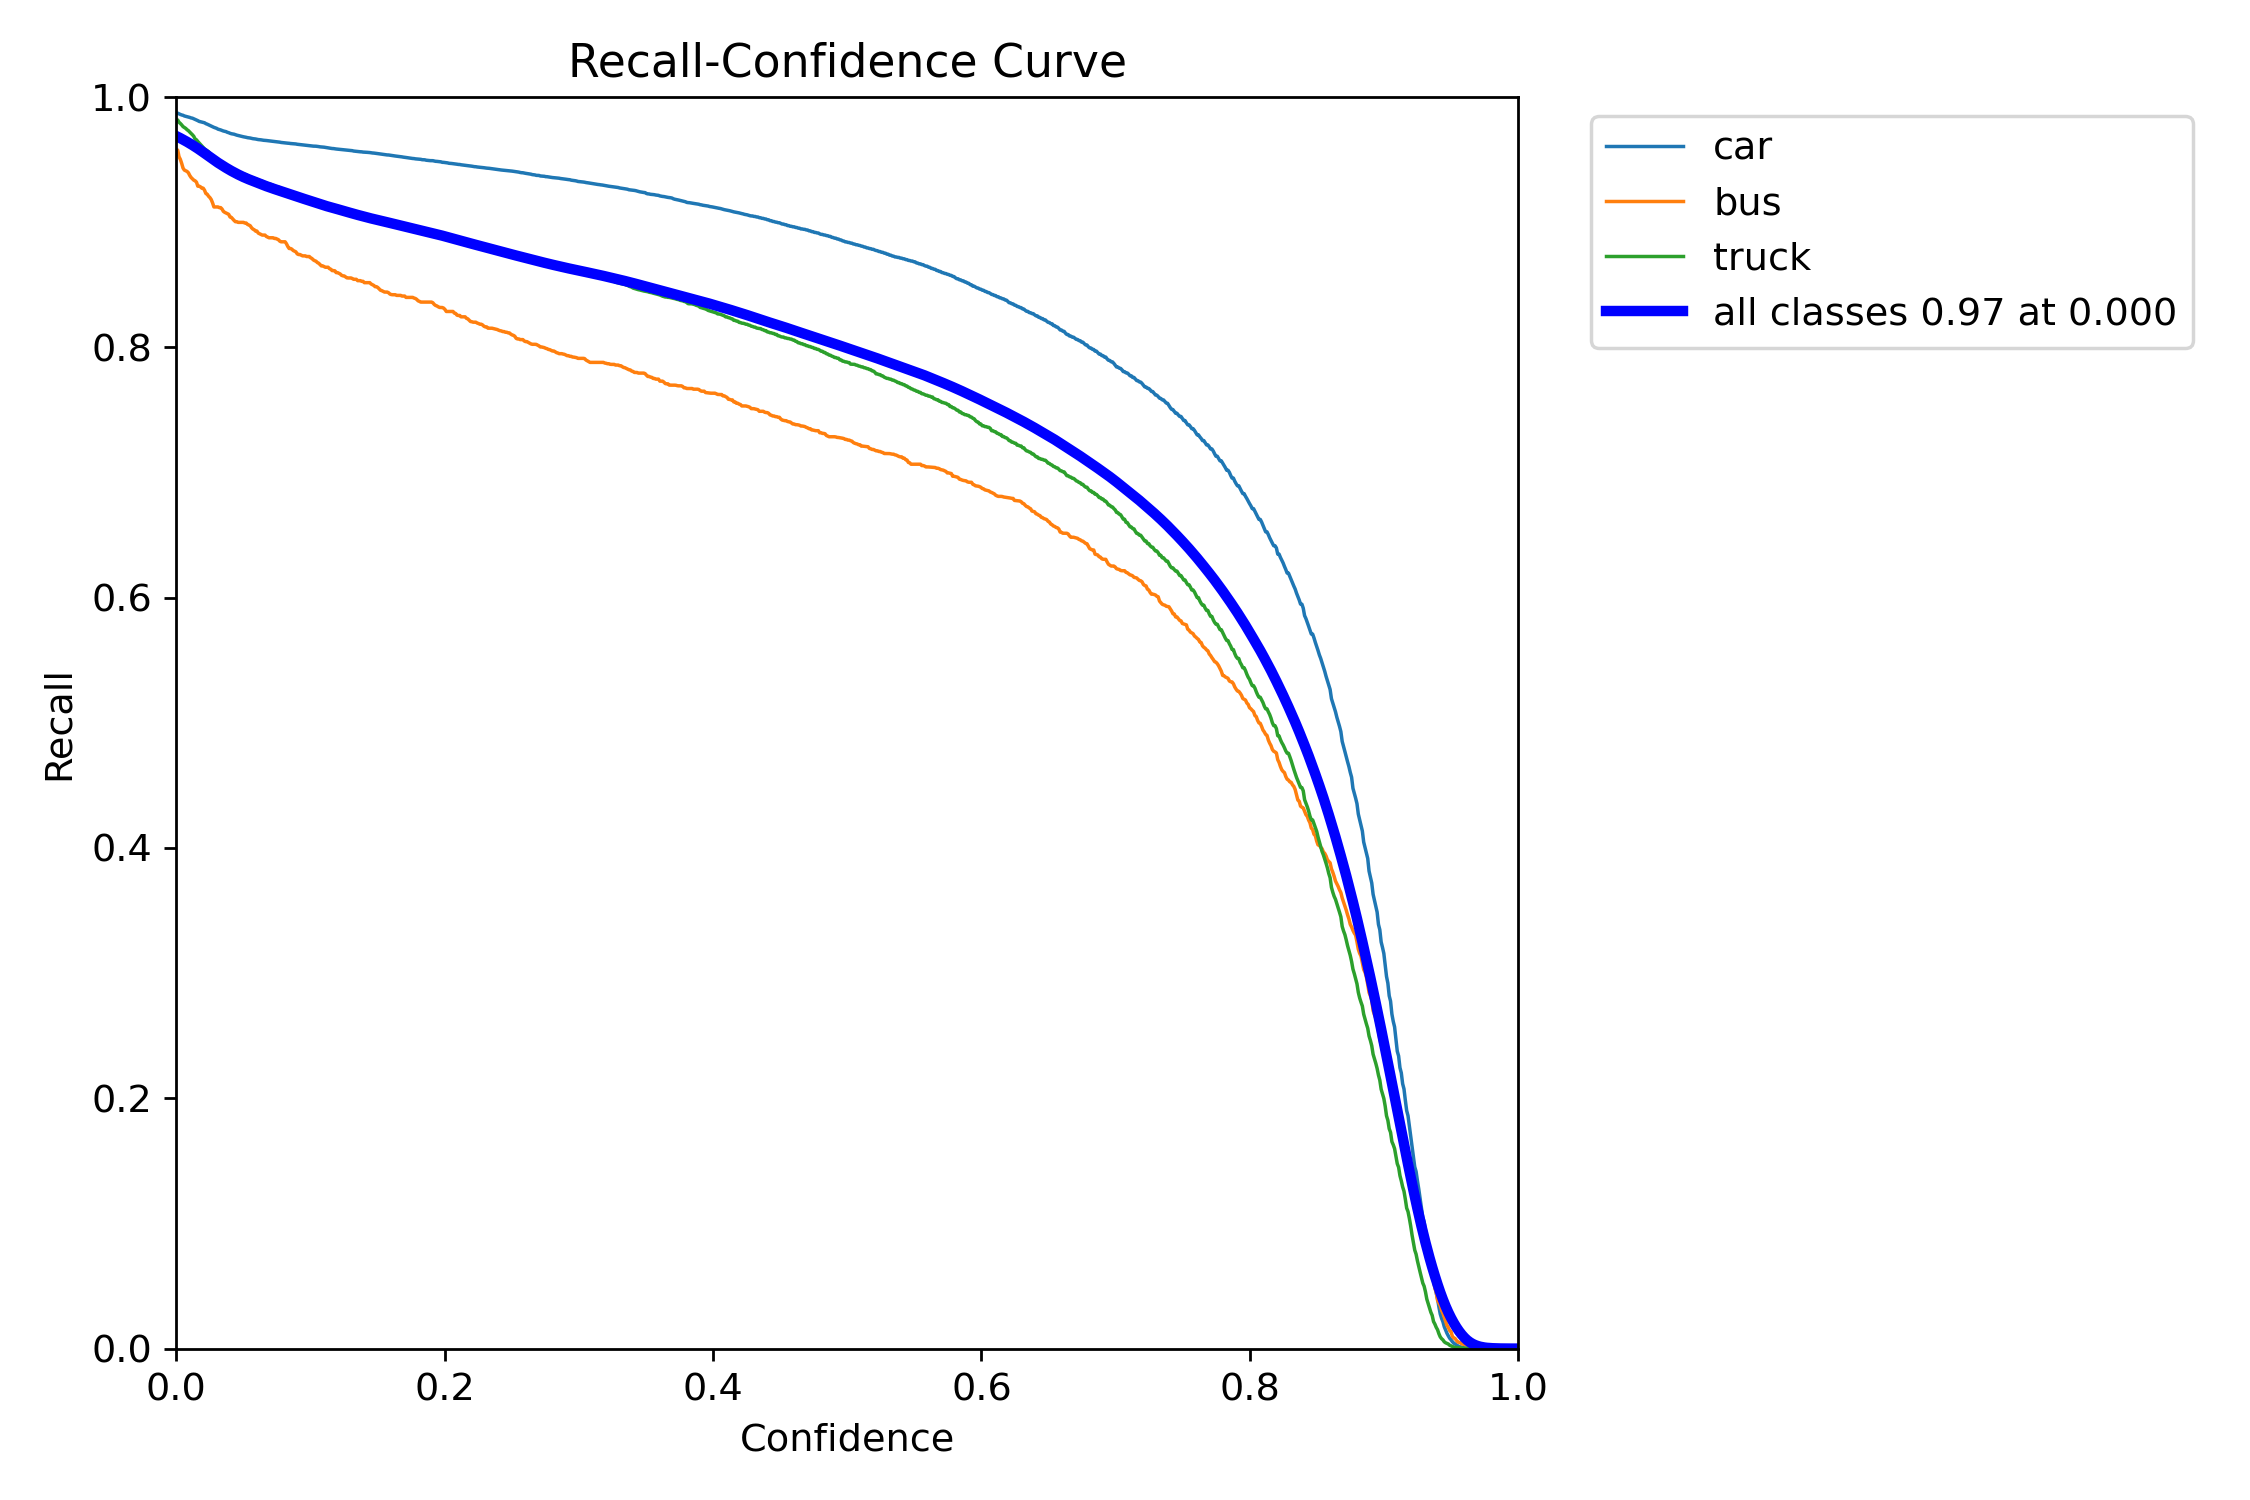 Recall-Confidence Curve
1.0
0.8
0.6
0.4
0.2
0.0
Recall
0.0 0.2 0.4 0.6 0.8 1.0
Confidence
car
bus
truck
all classes 0.97 at 0.000